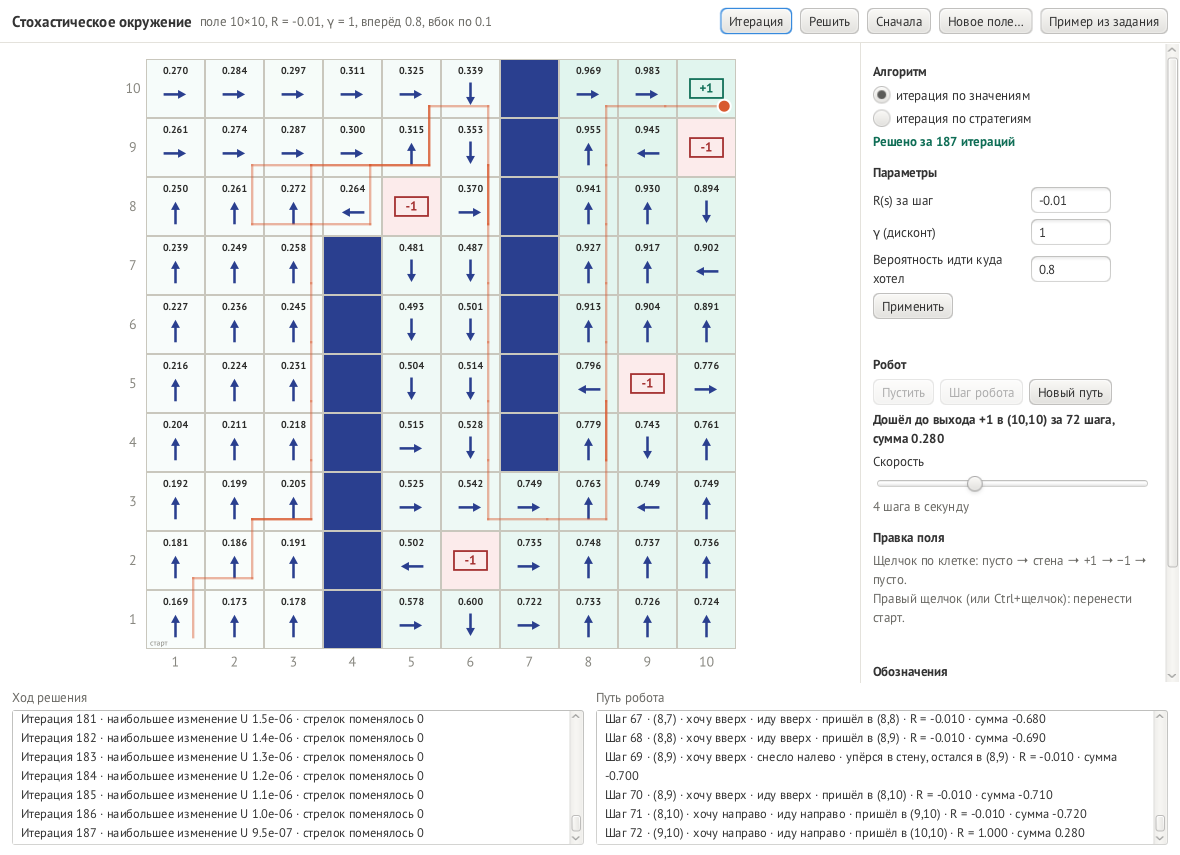 Стохастическое окружение поле 10×10, R = -0.01, γ = 1, вперёд 0.8, вбок по 0.1 Итерация Решить Сначала Новое поле... Пример из задания
10 0.270 0.284 0.297 0.311 0.325 0.339 0.969 0.983 +1
9 0.261 0.274 0.287 0.300 0.315 0.353 0.955 0.945 -1
8 0.250 0.261 0.272 0.264 -1 0.370 0.941 0.930 0.894
7 0.239 0.249 0.258 0.481 0.487 0.927 0.917 0.902
6 0.227 0.236 0.245 0.493 0.501 0.913 0.904 0.891
5 0.216 0.224 0.231 0.504 0.514 0.796 -1 0.776
4 0.204 0.211 0.218 0.515 0.528 0.779 0.743 0.761
3 0.192 0.199 0.205 0.525 0.542 0.749 0.763 0.749 0.749
2 0.181 0.186 0.191 0.502 -1 0.735 0.748 0.737 0.736
1 0.169 0.173 0.178 0.578 0.600 0.722 0.733 0.726 0.724
старт
1 2 3 4 5 6 7 8 9 10
Алгоритм
итерация по значениям
итерация по стратегиям
Решено за 187 итераций
Параметры
R(s) за шаг -0.01
γ (дисконт) 1
Вероятность идти куда
хотел 0.8
Применить
Робот
Пустить Шаг робота Новый путь
Дошёл до выхода +1 в (10,10) за 72 шага,
сумма 0.280
Скорость
4 шага в секунду
Правка поля
Щелчок по клетке: пусто → стена → +1 → −1 →
пусто.
Правый щелчок (или Ctrl+щелчок): перенести
старт.
Обозначения
Ход решения
Итерация 181 · наибольшее изменение U 1.5e-06 · стрелок поменялось 0
Итерация 182 · наибольшее изменение U 1.4e-06 · стрелок поменялось 0
Итерация 183 · наибольшее изменение U 1.3e-06 · стрелок поменялось 0
Итерация 184 · наибольшее изменение U 1.2e-06 · стрелок поменялось 0
Итерация 185 · наибольшее изменение U 1.1e-06 · стрелок поменялось 0
Итерация 186 · наибольшее изменение U 1.0e-06 · стрелок поменялось 0
Итерация 187 · наибольшее изменение U 9.5e-07 · стрелок поменялось 0
Путь робота
Шаг 67 · (8,7) · хочу вверх · иду вверх · пришёл в (8,8) · R = -0.010 · сумма -0.680
Шаг 68 · (8,8) · хочу вверх · иду вверх · пришёл в (8,9) · R = -0.010 · сумма -0.690
Шаг 69 · (8,9) · хочу вверх · снесло налево · упёрся в стену, остался в (8,9) · R = -0.010 · сумма
-0.700
Шаг 70 · (8,9) · хочу вверх · иду вверх · пришёл в (8,10) · R = -0.010 · сумма -0.710
Шаг 71 · (8,10) · хочу направо · иду направо · пришёл в (9,10) · R = -0.010 · сумма -0.720
Шаг 72 · (9,10) · хочу направо · иду направо · пришёл в (10,10) · R = 1.000 · сумма 0.280